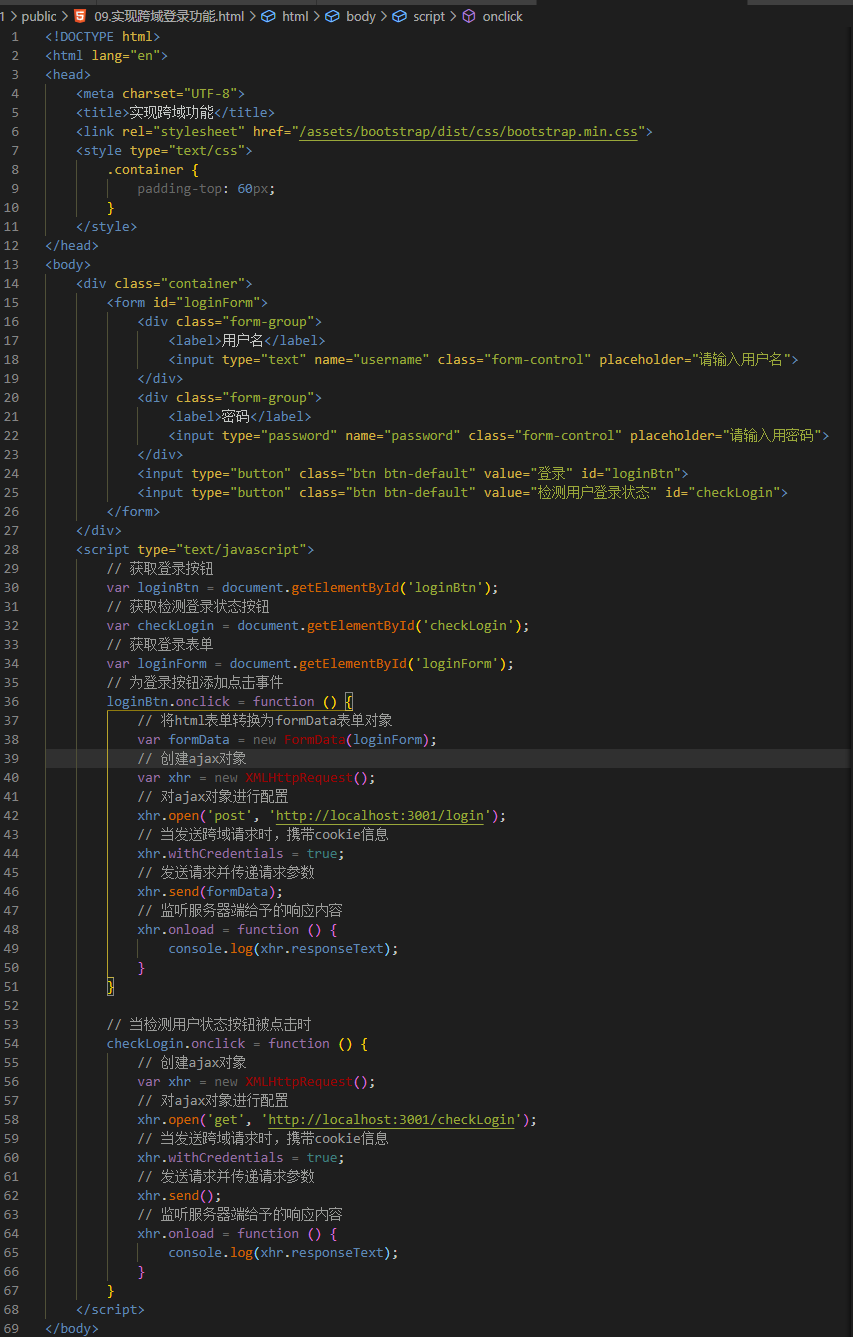 1 > public > 09.实现跨域登录功能.html > html > body > script > onclick
1 <!DOCTYPE html>
2 <html lang="en">
3 <head>
4 <meta charset="UTF-8">
5 <title>实现跨域功能</title>
6 <link rel="stylesheet" href="/assets/bootstrap/dist/css/bootstrap.min.css">
7 <style type="text/css">
8 .container {
9 padding-top: 60px;
10 }
11 </style>
12 </head>
13 <body>
14 <div class="container">
15 <form id="loginForm">
16 <div class="form-group">
17 <label>用户名</label>
18 <input type="text" name="username" class="form-control" placeholder="请输入用户名">
19 </div>
20 <div class="form-group">
21 <label>密码</label>
22 <input type="password" name="password" class="form-control" placeholder="请输入用密码">
23 </div>
24 <input type="button" class="btn btn-default" value="登录" id="loginBtn">
25 <input type="button" class="btn btn-default" value="检测用户登录状态" id="checkLogin">
26 </form>
27 </div>
28 <script type="text/javascript">
29 // 获取登录按钮
30 var loginBtn = document.getElementById('loginBtn');
31 // 获取检测登录状态按钮
32 var checkLogin = document.getElementById('checkLogin');
33 // 获取登录表单
34 var loginForm = document.getElementById('loginForm');
35 // 为登录按钮添加点击事件
36 loginBtn.onclick = function () {
37 // 将html表单转换为formData表单对象
38 var formData = new FormData(loginForm);
39 // 创建ajax对象
40 var xhr = new XMLHttpRequest();
41 // 对ajax对象进行配置
42 xhr.open('post', 'http://localhost:3001/login');
43 // 当发送跨域请求时，携带cookie信息
44 xhr.withCredentials = true;
45 // 发送请求并传递请求参数
46 xhr.send(formData);
47 // 监听服务器端给予的响应内容
48 xhr.onload = function () {
49 console.log(xhr.responseText);
50 }
51 }
52
53 // 当检测用户状态按钮被点击时
54 checkLogin.onclick = function () {
55 // 创建ajax对象
56 var xhr = new XMLHttpRequest();
57 // 对ajax对象进行配置
58 xhr.open('get', 'http://localhost:3001/checkLogin');
59 // 当发送跨域请求时，携带cookie信息
60 xhr.withCredentials = true;
61 // 发送请求并传递请求参数
62 xhr.send();
63 // 监听服务器端给予的响应内容
64 xhr.onload = function () {
65 console.log(xhr.responseText);
66 }
67 }
68 </script>
69 </body>